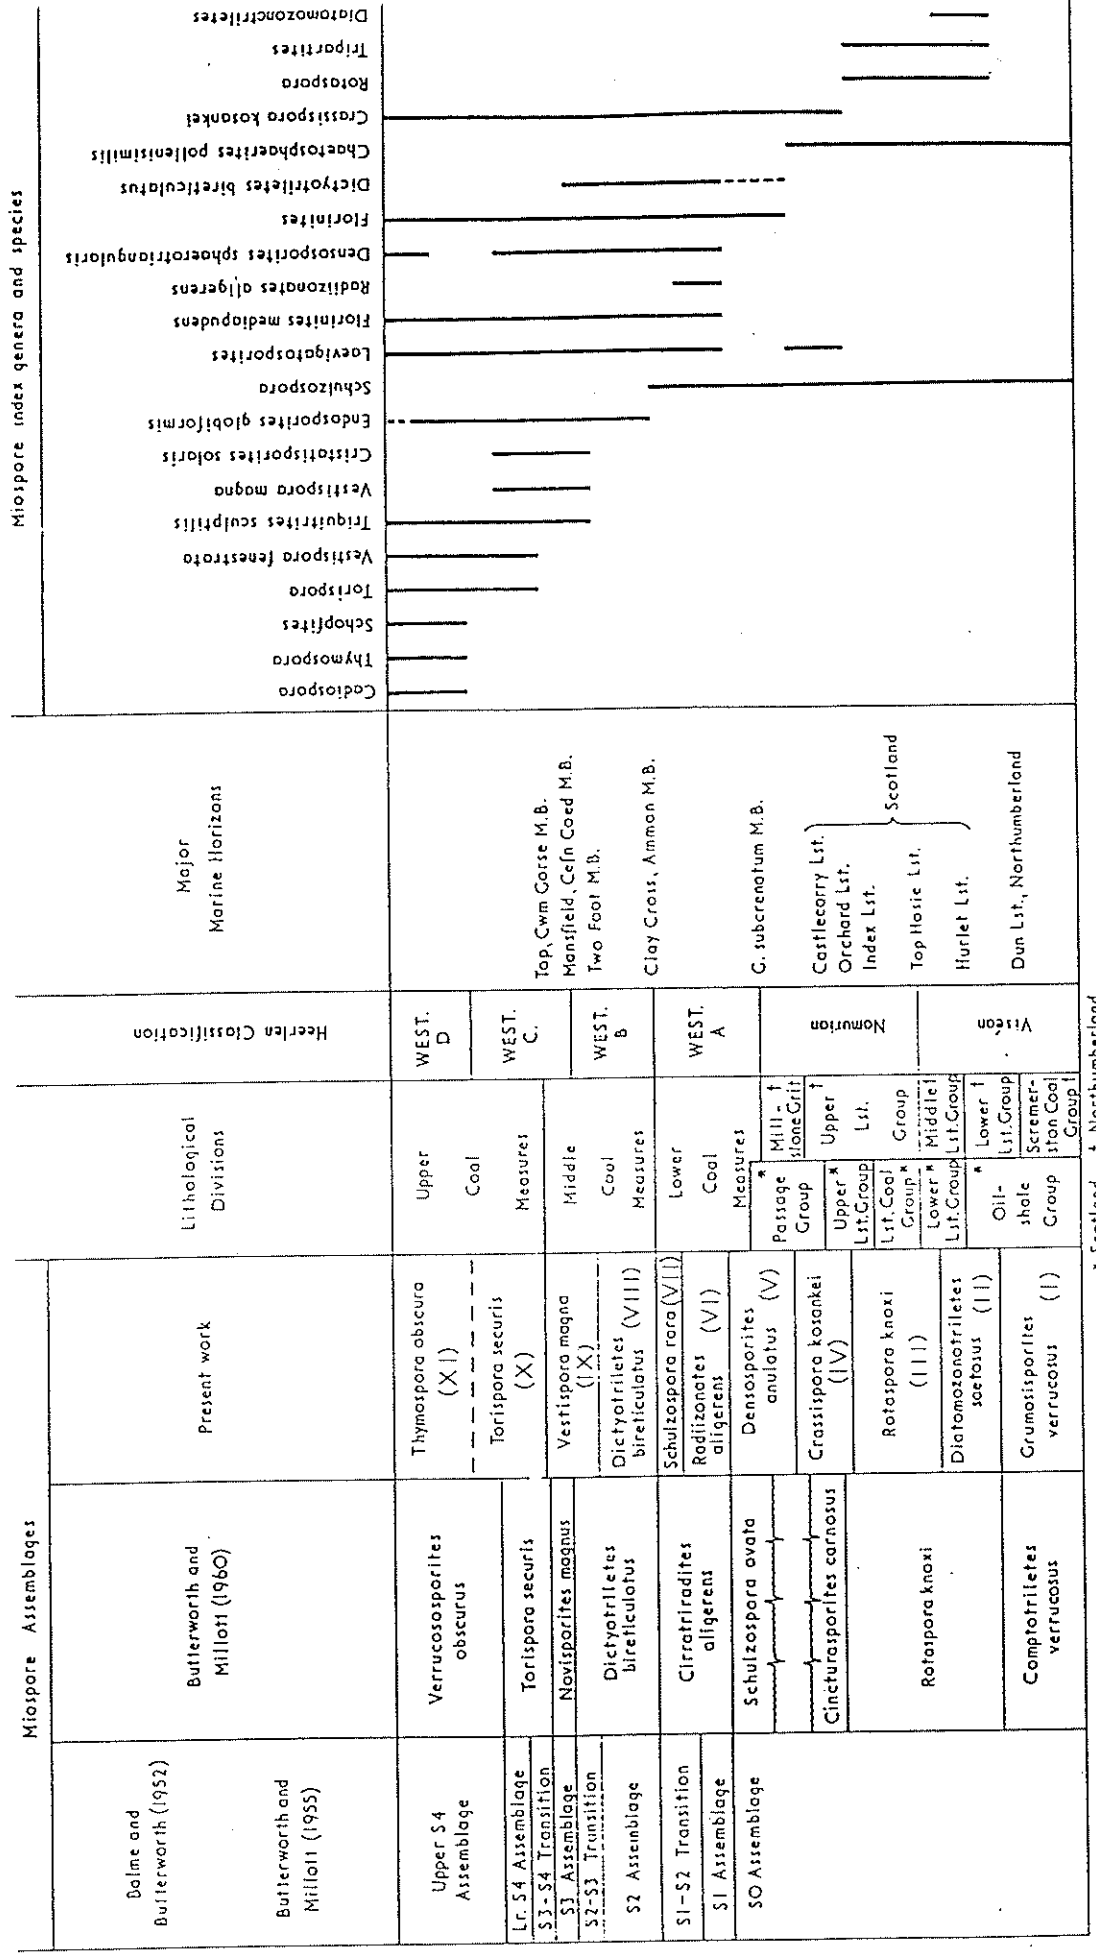 Miospore Assemblages
Balme and
Butterworth (1952)
Butterworth and
Millott (1955)
Upper S4
Assemblage
Lr. S4 Assemblage
S3-S4 Transition
S3 Assemblage
S2-S3 Transition
S2 Assemblage
S1-S2 Transition
S1 Assemblage
SO Assemblage
Butterworth and
Millott (1960)
Verrucososporites
obscurus
Torispora securis
Novisporites magnus
Dictyotriletes
bireticulatus
Cirratriradites
aligerens
Schulzospora ovata
Cincturasporites carnosus
Rotaspora knoxi
Comptotriletes
verrucosus
Present work
Thymospora obscura
(XI)
Torispora securis
(X)
Vestispora magna
(IX)
Dictyotriletes
bireticulatus (VIII)
Schulzospora rara (VII)
Radiizonates
aligerens (VI)
Densosporites
anulatus (V)
Crassispora kosankei
(IV)
Rotaspora knoxi
(III)
Diatomozonotriletes
saetosus (II)
Grumosisporites
verrucosus (I)
Lithological
Divisions
Upper
Coal
Measures
Middle
Coal
Measures
Lower
Coal
Measures
Passage *
Group
Upper *
Lst. Group
Lst. Coal
Group *
Lower *
Lst. Group
Oil- *
shale
Group
Mill- †
stone Grit
Upper †
Lst.
Group
Middle †
Lst. Group
Lower †
Lst. Group
Scremer-
ston Coal
Group †
* Scotland † Northumberland
Heerlen Classification
WEST.
D
WEST.
C.
WEST.
B
WEST.
A
Namurian
Viséan
Major
Marine Horizons
Top, Cwm Gorse M.B.
Mansfield, Cefn Coed M.B.
Two Foot M.B.
Clay Cross, Amman M.B.
G. subcrenatum M.B.
Castlecarry Lst.
Orchard Lst.
Index Lst.
Top Hosie Lst.
Hurlet Lst.
Scotland
Dun Lst., Northumberland
Miospore index genera and species
Cadiospora
Thymospora
Schopfites
Torispora
Vestispora fenestrata
Triquitrites sculptilis
Vestispora magna
Cristatisporites solaris
Endosporites globiformis
Schulzospora
Laevigatosporites
Florinites mediapudens
Radiizonates aligerens
Densosporites sphaerotriangularis
Florinites
Dictyotriletes bireticulatus
Chaetosphaerites pollenisimilis
Crassispora kosankei
Rotaspora
Tripartites
Diatomozonctriletes